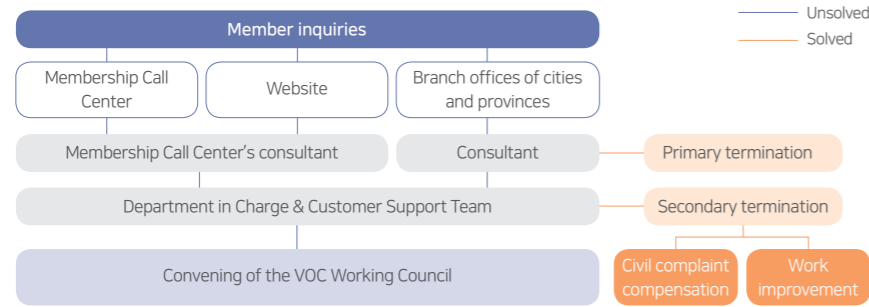 Member inquiries
Unsolved
Solved
Membership Call
Center
Website
Branch offices of cities
and provinces
Membership Call Center's consultant
Consultant
Primary termination
Department in Charge & Customer Support Team
Secondary termination
Convening of the VOC Working Council
Civil complaint
compensation
Work
improvement